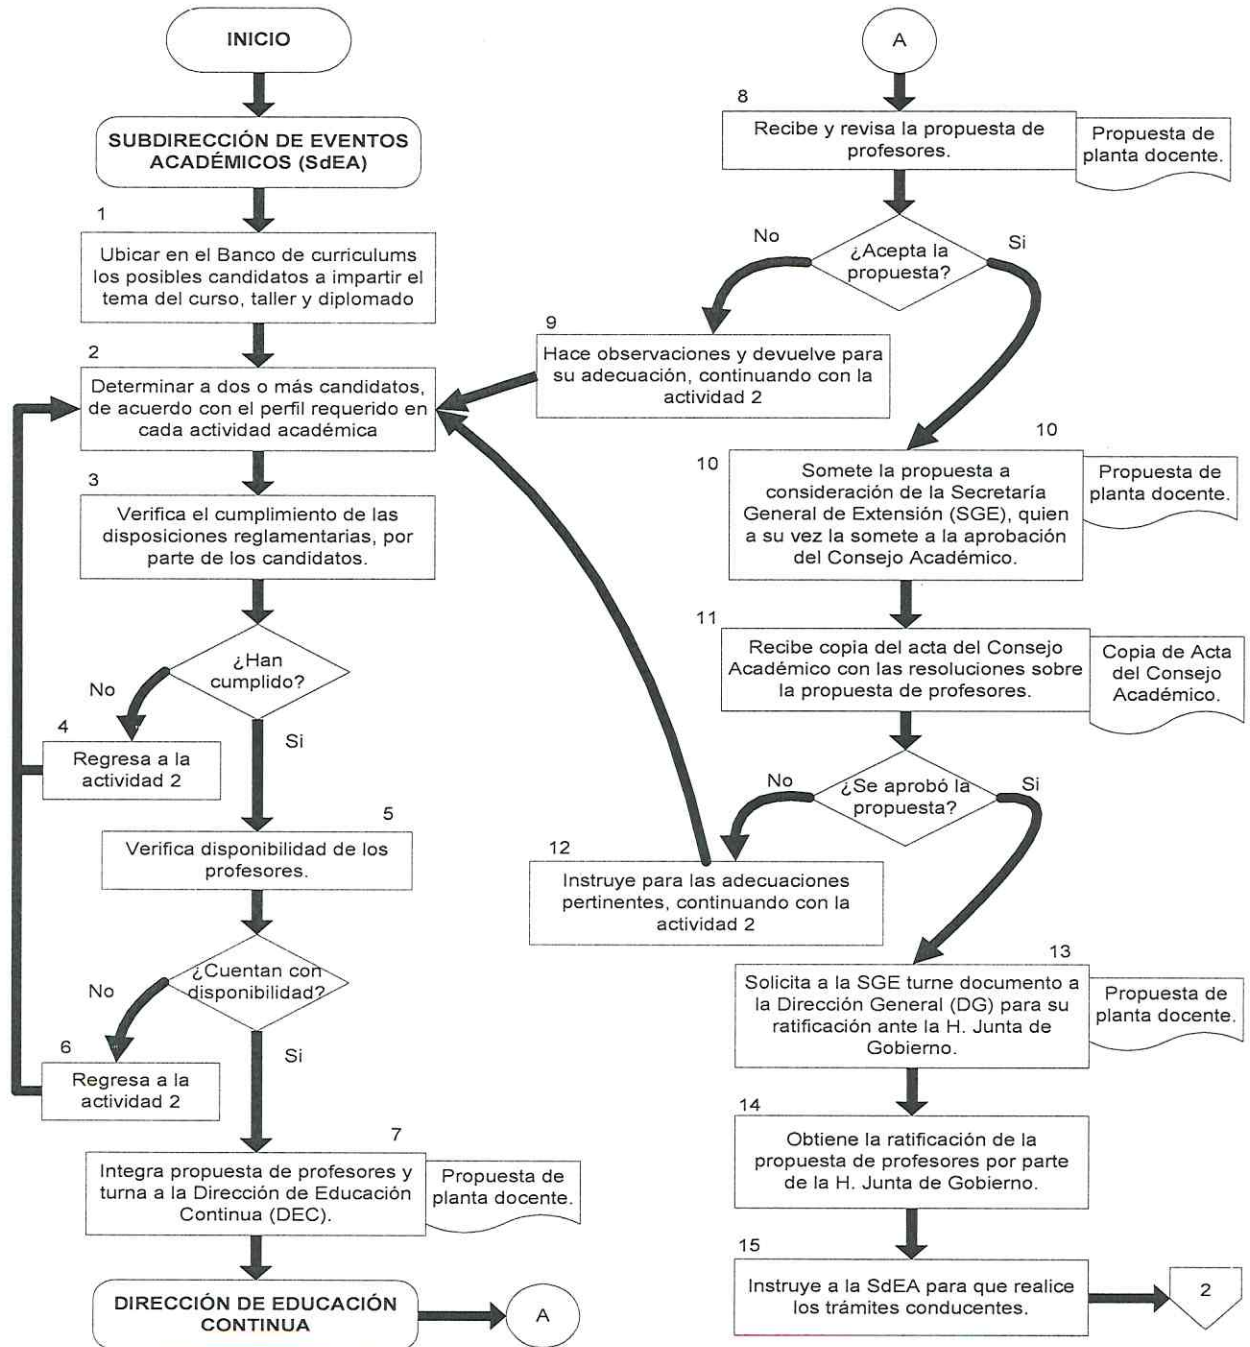 INICIO
SUBDIRECCIÓN DE EVENTOS
ACADÉMICOS (SdEA)
1
Ubicar en el Banco de curriculums
los posibles candidatos a impartir el
tema del curso, taller y diplomado
2
Determinar a dos o más candidatos,
de acuerdo con el perfil requerido en
cada actividad académica
3
Verifica el cumplimiento de las
disposiciones reglamentarias, por
parte de los candidatos.
¿Han
cumplido?
No
Si
4
Regresa a la
actividad 2
5
Verifica disponibilidad de los
profesores.
¿Cuentan con
disponibilidad?
No
Si
6
Regresa a la
actividad 2
7
Integra propuesta de profesores y
turna a la Dirección de Educación
Continua (DEC).
Propuesta de
planta docente.
DIRECCIÓN DE EDUCACIÓN
CONTINUA
A
A
8
Recibe y revisa la propuesta de
profesores.
Propuesta de
planta docente.
¿Acepta la
propuesta?
No
Si
9
Hace observaciones y devuelve para
su adecuación, continuando con la
actividad 2
10
10
Somete la propuesta a
consideración de la Secretaría
General de Extensión (SGE), quien
a su vez la somete a la aprobación
del Consejo Académico.
Propuesta de
planta docente.
11
Recibe copia del acta del Consejo
Académico con las resoluciones sobre
la propuesta de profesores.
Copia de Acta
del Consejo
Académico.
¿Se aprobó la
propuesta?
No
Si
12
Instruye para las adecuaciones
pertinentes, continuando con la
actividad 2
13
Solicita a la SGE turne documento a
la Dirección General (DG) para su
ratificación ante la H. Junta de
Gobierno.
Propuesta de
planta docente.
14
Obtiene la ratificación de la
propuesta de profesores por parte
de la H. Junta de Gobierno.
15
Instruye a la SdEA para que realice
los trámites conducentes.
2